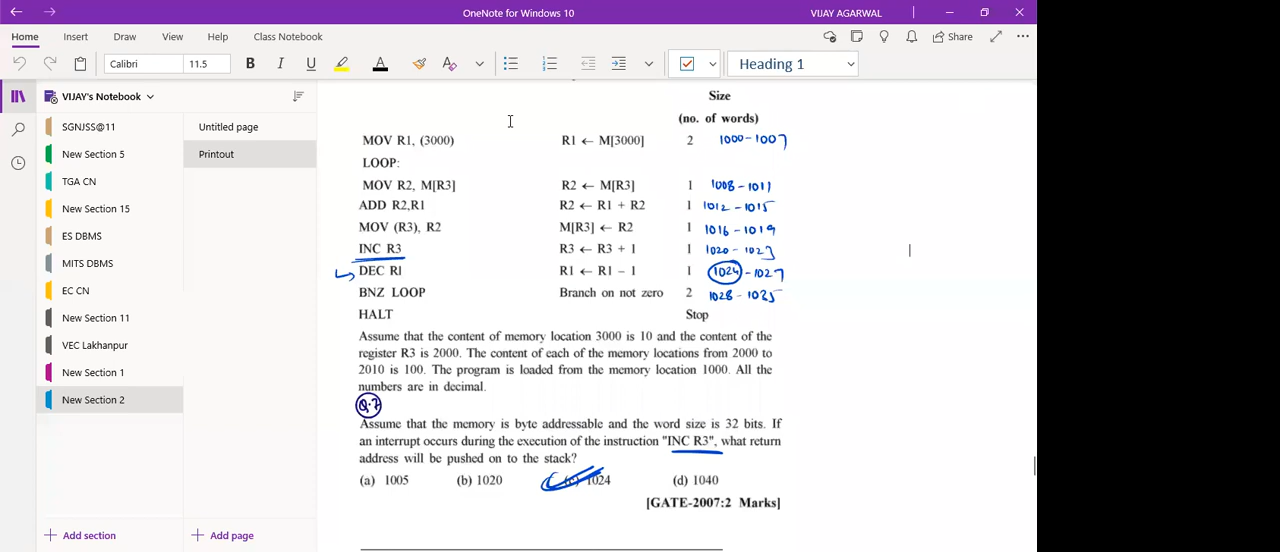 OneNote for Windows 10
VIJAY AGARWAL
Home Insert Draw View Help Class Notebook
Share
Calibri 11.5 B I U A Heading 1
VIJAY's Notebook
SGNJSS@11
New Section 5
TGA CN
New Section 15
ES DBMS
MITS DBMS
EC CN
New Section 11
VEC Lakhanpur
New Section 1
New Section 2
Add section
Untitled page
Printout
Add page
Size
(no. of words)
MOV R1, (3000) R1 ← M[3000] 2 1000-1007
LOOP:
MOV R2, M[R3] R2 ← M[R3] 1 1008-1011
ADD R2,R1 R2 ← R1 + R2 1 1012-1015
MOV (R3), R2 M[R3] ← R2 1 1016-1019
INC R3 R3 ← R3 + 1 1 1020-1023
DEC R1 R1 ← R1 – 1 1 1024-1027
BNZ LOOP Branch on not zero 2 1028-1035
HALT Stop
Assume that the content of memory location 3000 is 10 and the content of the
register R3 is 2000. The content of each of the memory locations from 2000 to
2010 is 100. The program is loaded from the memory location 1000. All the
numbers are in decimal.
Q.7
Assume that the memory is byte addressable and the word size is 32 bits. If
an interrupt occurs during the execution of the instruction "INC R3", what return
address will be pushed on to the stack?
(a) 1005 (b) 1020 (c) 1024 (d) 1040
[GATE-2007:2 Marks]